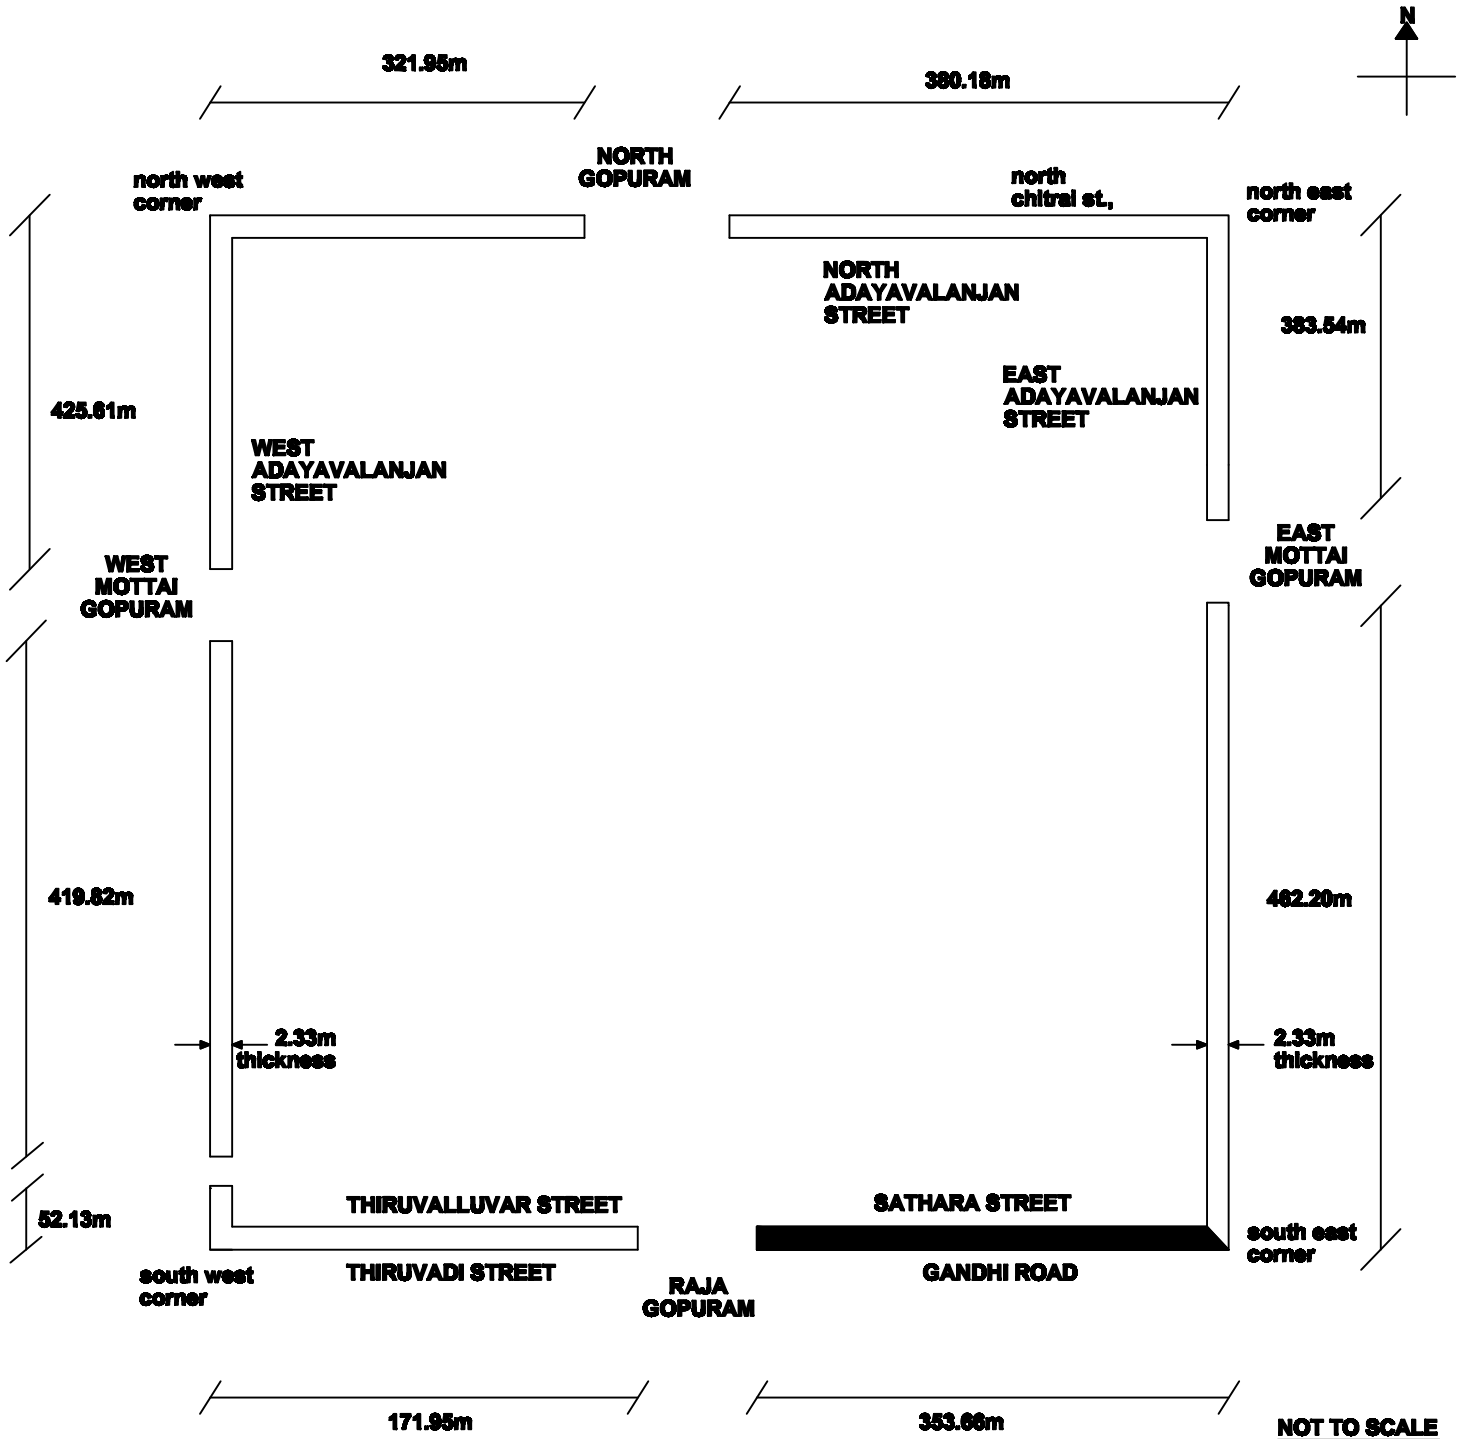 N
321.95m
380.18m
NORTH
GOPURAM
north west
corner
north
chitrai st.,
north east
corner
NORTH
ADAYAVALANJAN
STREET
383.54m
EAST
ADAYAVALANJAN
STREET
425.61m
WEST
ADAYAVALANJAN
STREET
WEST
MOTTAI
GOPURAM
EAST
MOTTAI
GOPURAM
419.82m
462.20m
2.33m
thickness
2.33m
thickness
52.13m
THIRUVALLUVAR STREET
SATHARA STREET
south east
corner
THIRUVADI STREET
GANDHI ROAD
south west
corner
RAJA
GOPURAM
171.95m
353.66m
NOT TO SCALE